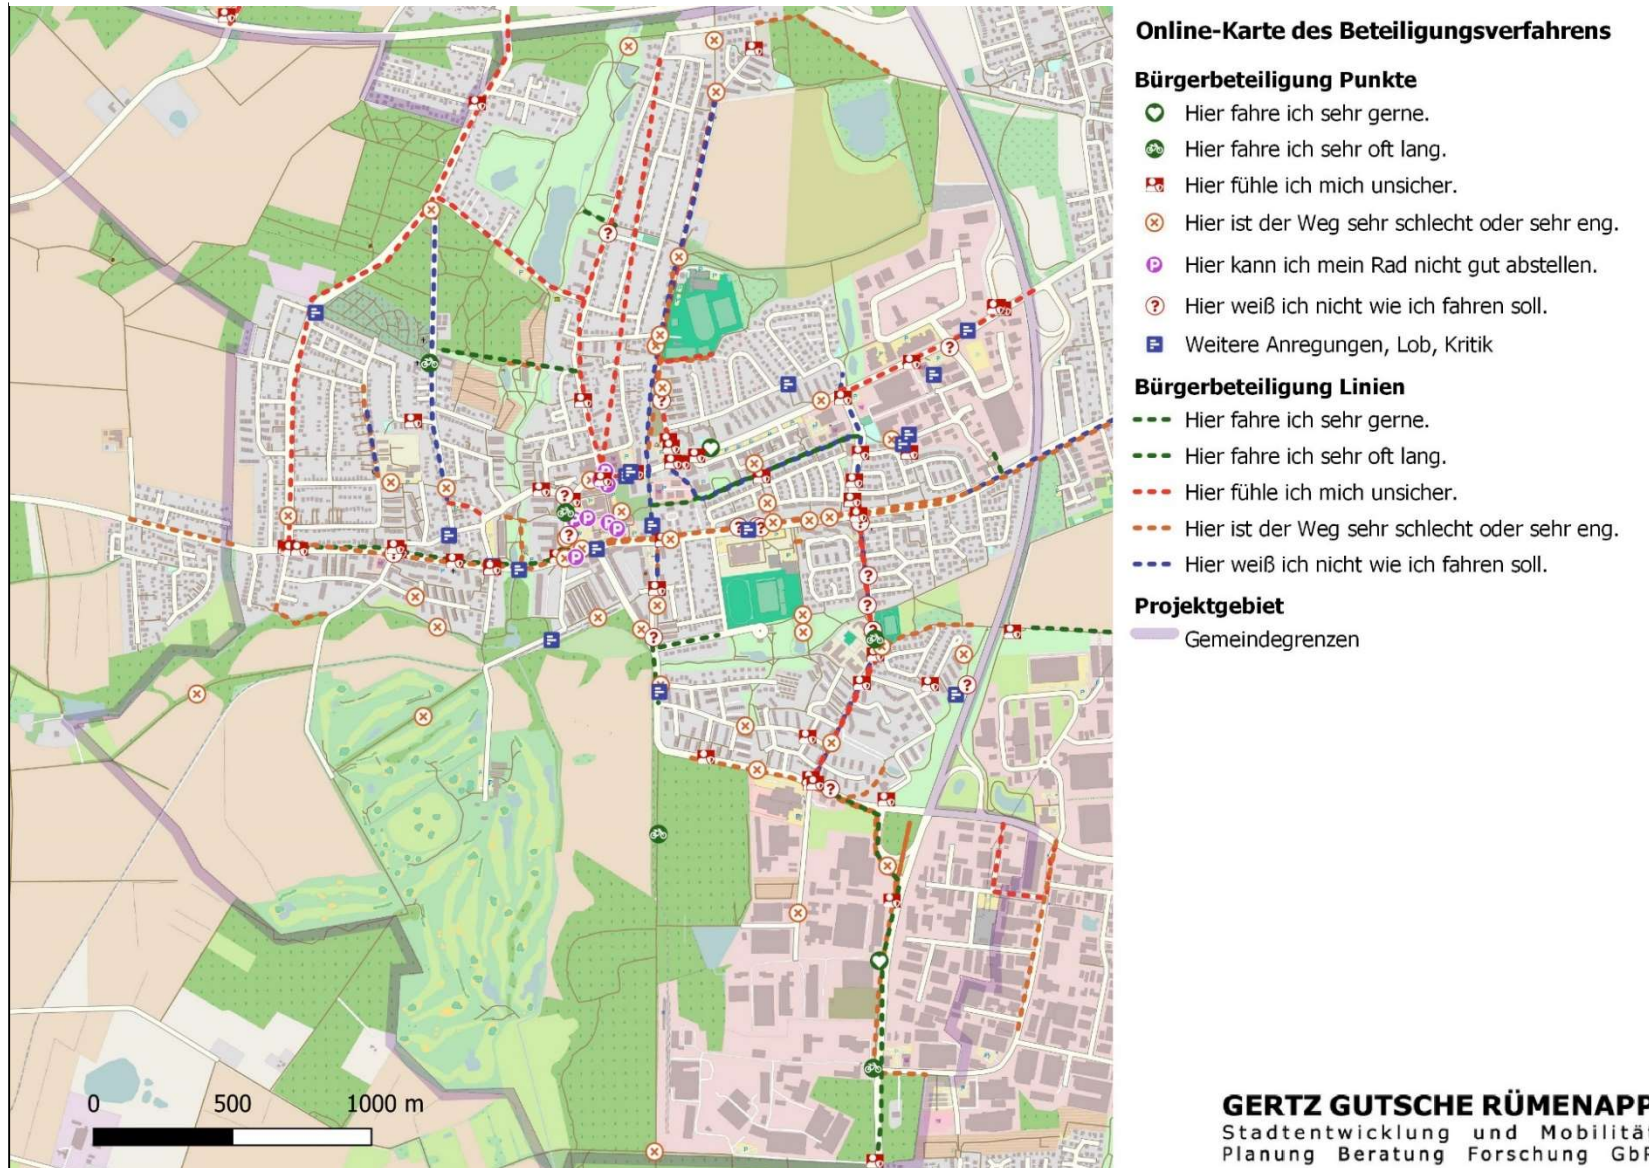 Online-Karte des Beteiligungsverfahrens
Bürgerbeteiligung Punkte
Hier fahre ich sehr gerne.
Hier fahre ich sehr oft lang.
Hier fühle ich mich unsicher.
Hier ist der Weg sehr schlecht oder sehr eng.
Hier kann ich mein Rad nicht gut abstellen.
Hier weiß ich nicht wie ich fahren soll.
Weitere Anregungen, Lob, Kritik
Bürgerbeteiligung Linien
Hier fahre ich sehr gerne.
Hier fahre ich sehr oft lang.
Hier fühle ich mich unsicher.
Hier ist der Weg sehr schlecht oder sehr eng.
Hier weiß ich nicht wie ich fahren soll.
Projektgebiet
Gemeindegrenzen
0 500 1000 m
GERTZ GUTSCHE RÜMENAPP
Stadtentwicklung und Mobilitä
Planung Beratung Forschung Gb